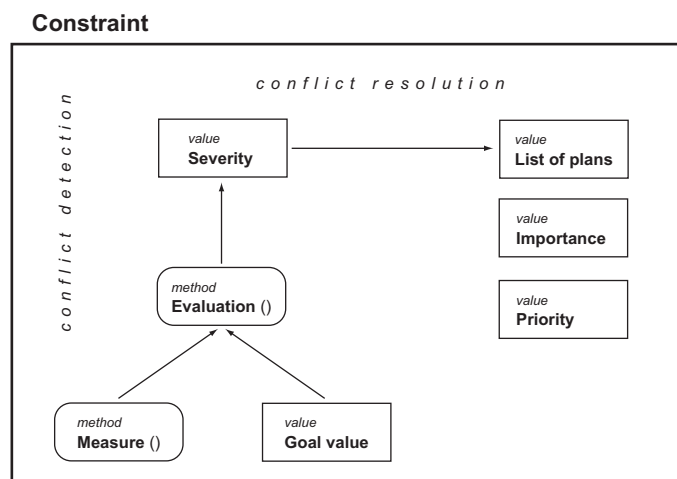 Constraint
conflict resolution
conflict detection
value
Severity
value
List of plans
value
Importance
method
Evaluation ()
value
Priority
method
Measure ()
value
Goal value